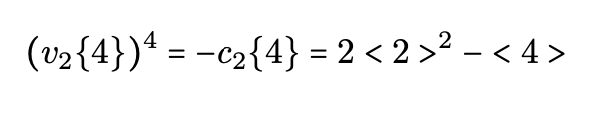 (v₂{4})⁴ = −c₂{4} = 2 < 2 >² − < 4 >